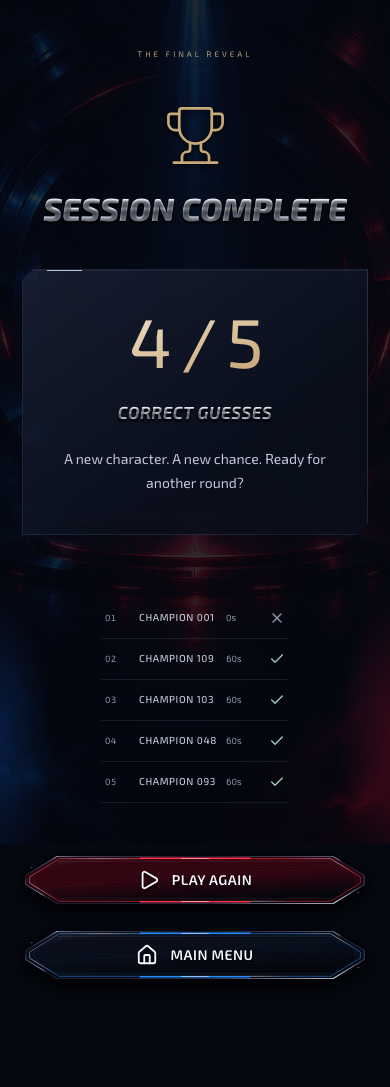 THE FINAL REVEAL
SESSION COMPLETE
4/5
CORRECT GUESSES
A new character. A new chance. Ready for
another round?
01 CHAMPION 001 0s
02 CHAMPION 109 60s
03 CHAMPION 103 60s
04 CHAMPION 048 60s
05 CHAMPION 093 60s
PLAY AGAIN
MAIN MENU